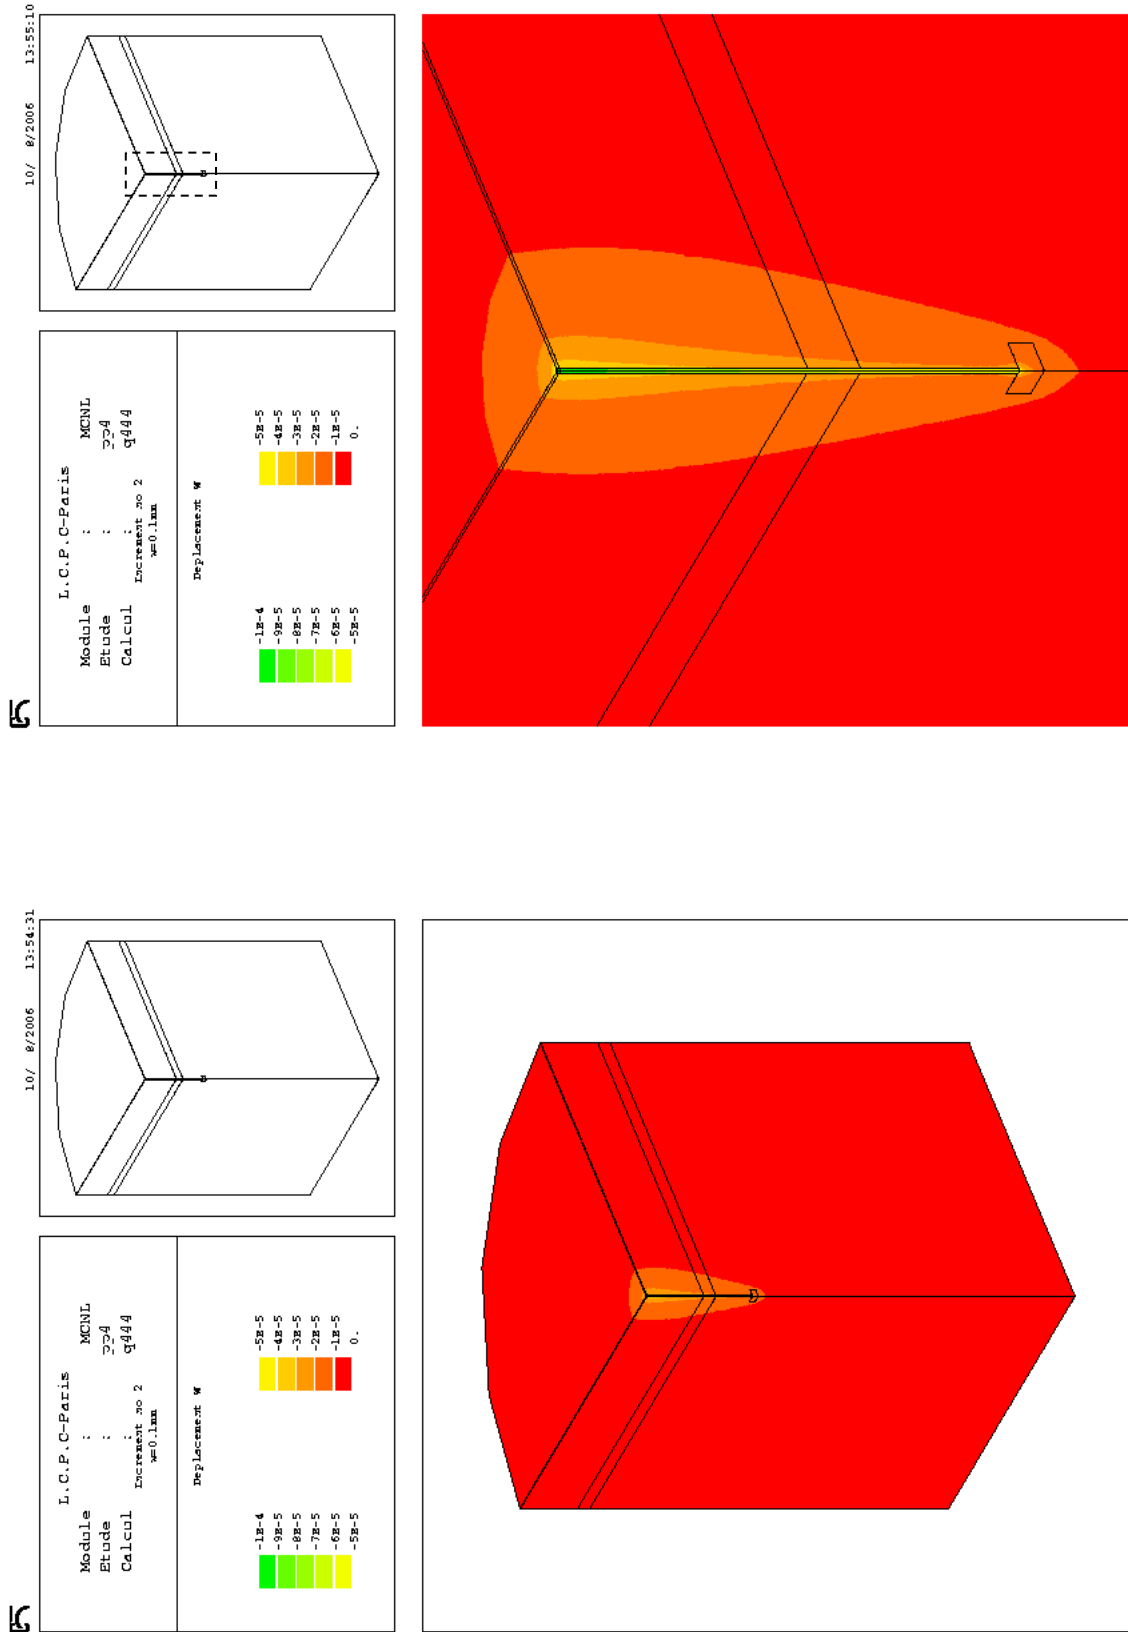 10/ 8/2006 13:54:31
L.C.P.C-Paris
Module : MCNL
Etude : pp4
Calcul : q444
Increment no 2
w=0.1mm
Deplacement W
-1E-4
-9E-5
-8E-5
-7E-5
-6E-5
-5E-5
-5E-5
-4E-5
-3E-5
-2E-5
-1E-5
0.
10/ 8/2006 13:55:10
L.C.P.C-Paris
Module : MCNL
Etude : pp4
Calcul : q444
Increment no 2
w=0.1mm
Deplacement W
-1E-4
-9E-5
-8E-5
-7E-5
-6E-5
-5E-5
-5E-5
-4E-5
-3E-5
-2E-5
-1E-5
0.